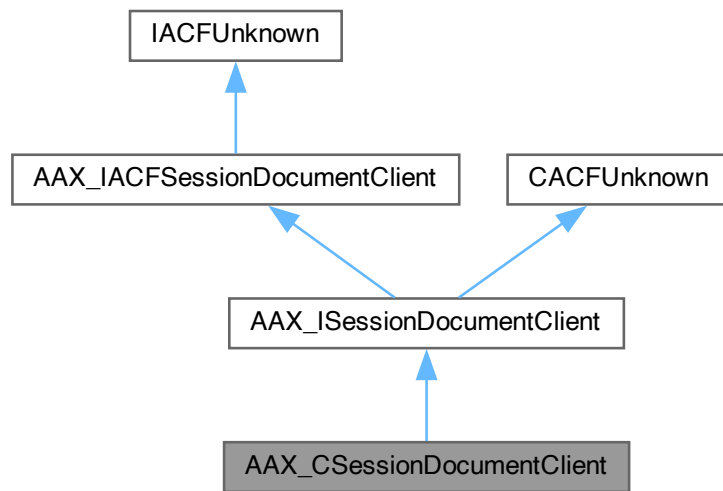 IACFUnknown
AAX_IACFSessionDocumentClient
CACFUnknown
AAX_ISessionDocumentClient
AAX_CSessionDocumentClient